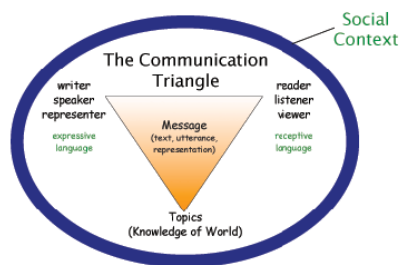 Social
Context
The Communication
Triangle
writer
speaker
representer
expressive
language
Message
(text, utterance,
representation)
reader
listener
viewer
receptive
language
Topics
(Knowledge of World)